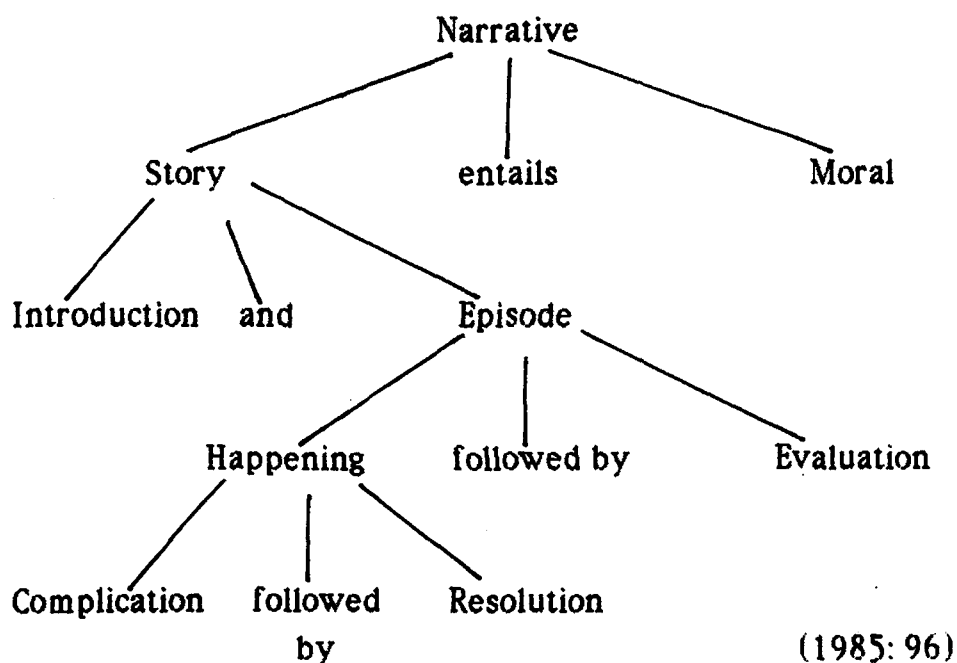 Narrative
Story entails Moral
Introduction and Episode
Happening followed by Evaluation
Complication followed Resolution
by (1985: 96)